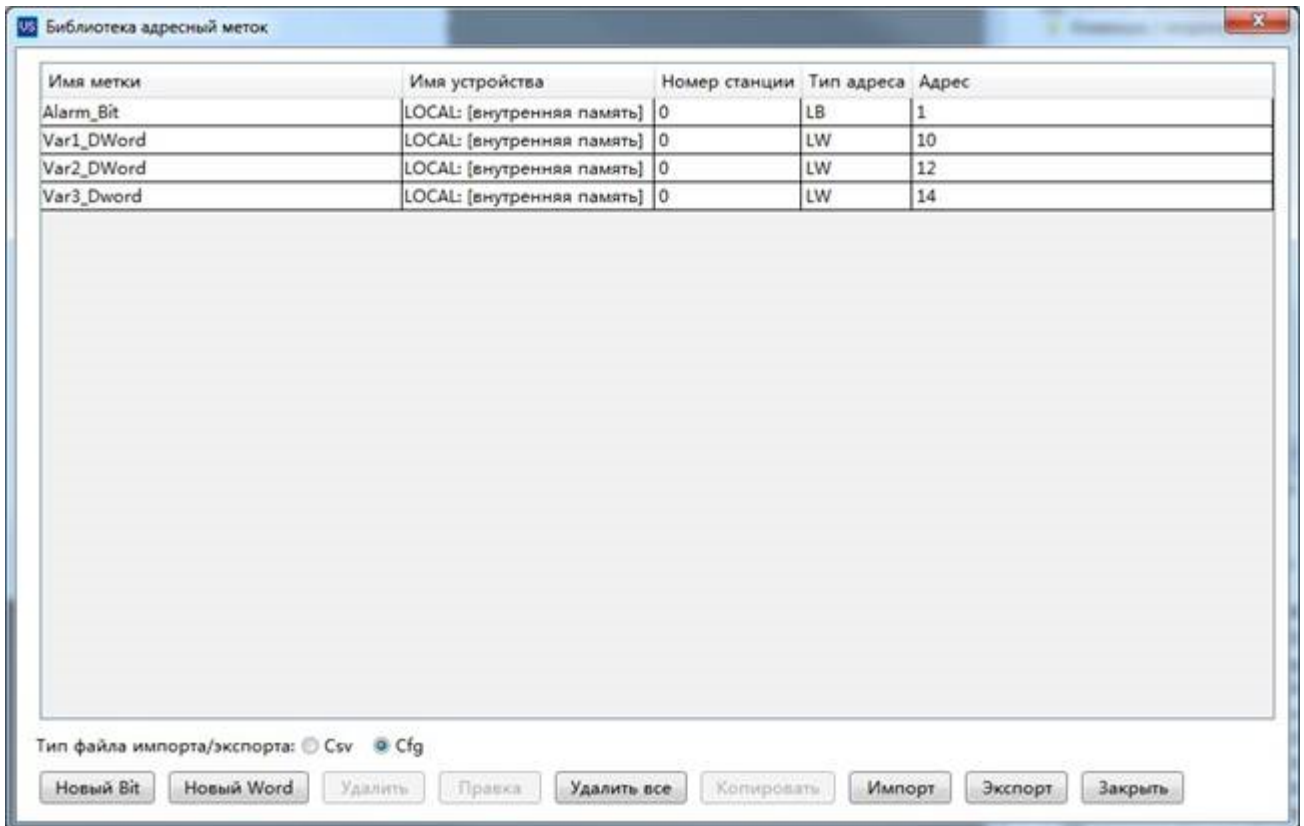 US Библиотека адресный меток
Имя метки Имя устройства Номер станции Тип адреса Адрес
Alarm_Bit LOCAL: [внутренняя память] 0 LB 1
Var1_DWord LOCAL: [внутренняя память] 0 LW 10
Var2_DWord LOCAL: [внутренняя память] 0 LW 12
Var3_Dword LOCAL: [внутренняя память] 0 LW 14
Тип файла импорта/экспорта: Csv Cfg
Новый Bit Новый Word Удалить Правка Удалить все Копировать Импорт Экспорт Закрыть